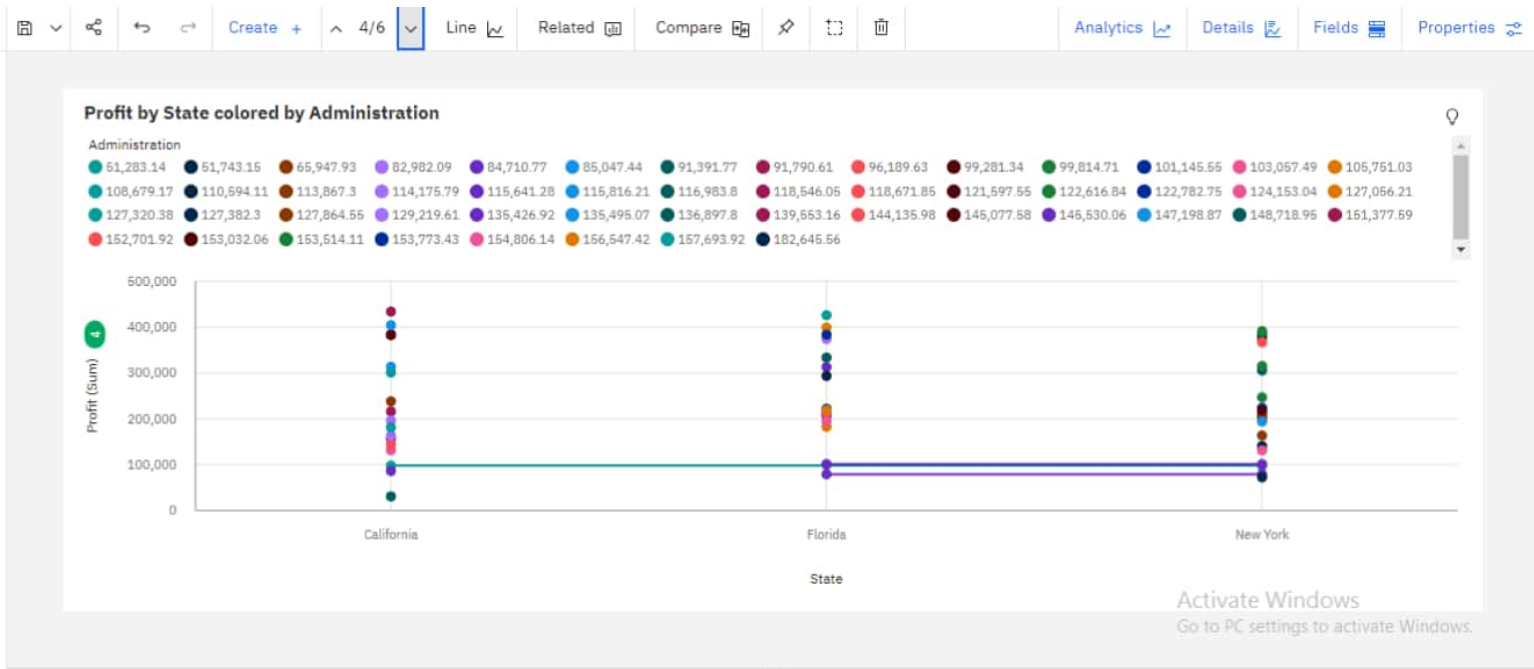 Create + 4/6 Line Related Compare Analytics Details Fields Properties
Profit by State colored by Administration
Administration
51,283.14 51,743.15 65,947.93 82,982.09 84,710.77 85,047.44 91,391.77 91,790.61 96,189.63 99,281.34 99,814.71 101,145.55 103,057.49 105,751.03
108,679.17 110,594.11 113,867.3 114,175.79 115,641.28 115,816.21 116,983.8 118,546.05 118,671.85 121,597.55 122,616.84 122,782.75 124,153.04 127,056.21
127,320.38 127,382.3 127,864.55 129,219.61 135,426.92 135,495.07 136,897.8 139,553.16 144,135.98 145,077.58 145,530.06 147,198.87 148,718.95 151,377.59
152,701.92 153,032.06 153,514.11 153,773.43 154,806.14 156,547.42 157,693.92 182,645.56
500,000
400,000
300,000
200,000
100,000
0
4
Profit (Sum)
California Florida New York
State
Activate Windows
Go to PC settings to activate Windows.